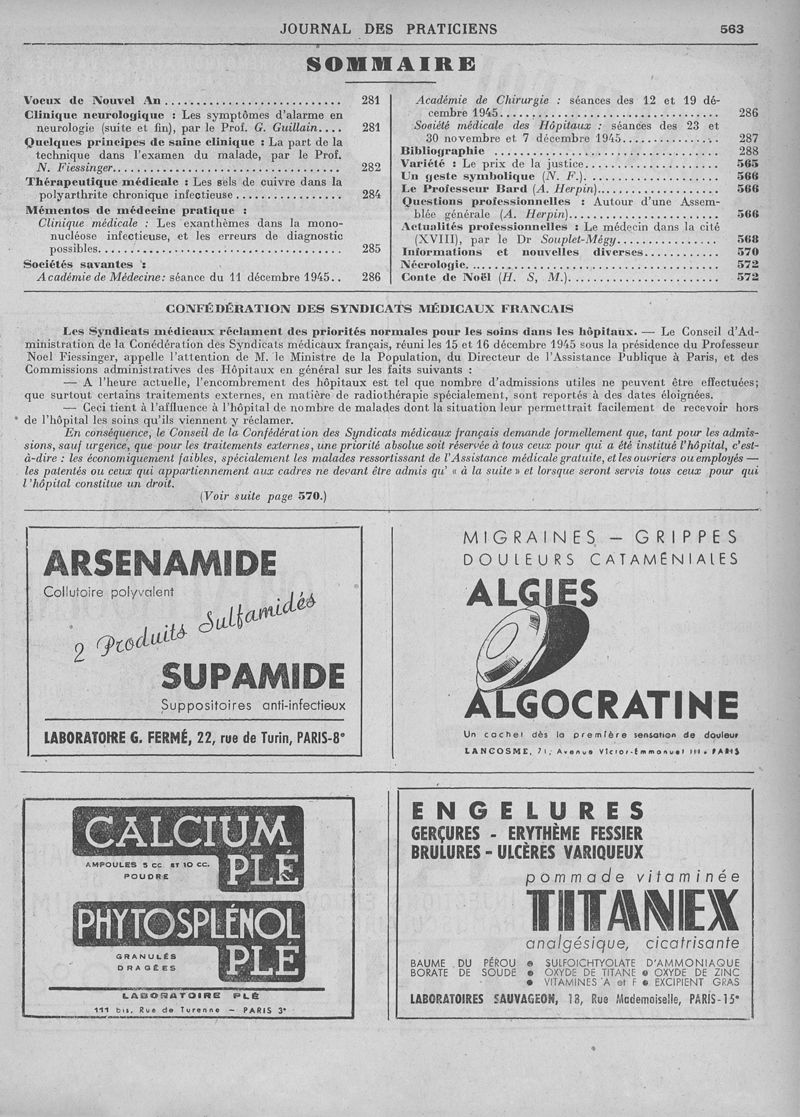 JOURNAL DES PRATICIENS 563
SOMMAIRE
Voeux de Nouvel An ........................... 281
Clinique neurologique : Les symptômes d'alarme en
neurologie (suite et fin), par le Prof. G. Guillain.... 281
Quelques principes de saine clinique : La part de la
technique dans l'examen du malade, par le Prof.
N. Fiessinger................................... 282
Thérapeutique médicale : Les sels de cuivre dans la
polyarthrite chronique infectieuse ................ 284
Mémentos de médecine pratique :
Clinique médicale : Les exanthèmes dans la mono-
nucléose infectieuse, et les erreurs de diagnostic
possibles..................................... 285
Sociétés savantes :
Académie de Médecine: séance du 11 décembre 1945.. 286
Académie de Chirurgie : séances des 12 et 19 dé-
cembre 1945.................................. 286
Société médicale des Hôpitaux : séances des 23 et
30 novembre et 7 décembre 1945............... 287
Bibliographie .................................. 288
Variété : Le prix de la justice..................... 565
Un geste symbolique (N. F.)..................... 566
Le Professeur Bard (A. Herpin)................... 566
Questions professionnelles : Autour d'une Assem-
blée générale (A. Herpin)....................... 566
Actualités professionnelles : Le médecin dans la cité
(XVIII), par le Dr Souplet-Mégy................ 568
Informations et nouvelles diverses............ 570
Nécrologie....................................... 572
Conte de Noël (H. S, M.)....................... 572
CONFÉDÉRATION DES SYNDICATS MÉDICAUX FRANCAIS
Les Syndicats médicaux réclament des priorités normales pour les soins dans les hôpitaux. — Le Conseil d'Ad-
ministration de la Conédération des Syndicats médicaux français, réuni les 15 et 16 décembre 1945 sous la présidence du Professeur
Noel Fiessinger, appelle l'attention de M. le Ministre de la Population, du Directeur de l'Assistance Publique à Paris, et des
Commissions administratives des Hôpitaux en général sur les faits suivants :
— A l'heure actuelle, l'encombrement des hôpitaux est tel que nombre d'admissions utiles ne peuvent être effectuées;
que surtout certains traitements externes, en matière de radiothérapie spécialement, sont reportés à des dates éloignées.
— Ceci tient à l'affluence à l'hôpital de nombre de malades dont la situation leur permettrait facilement de recevoir hors
de l'hôpital les soins qu'ils viennent y réclamer.
En conséquence, le Conseil de la Confédération des Syndicats médicaux français demande formellement que, tant pour les admis-
sions, sauf urgence, que pour les traitements externes, une priorité absolue soit réservée à tous ceux pour qui a été institué l'hôpital, c'est-
à-dire : les économiquement faibles, spécialement les malades ressortissant de l'Assistance médicale gratuite, et les ouvriers ou employés —
les patentés ou ceux qui appartiennement aux cadres ne devant être admis qu' « à la suite » et lorsque seront servis tous ceux pour qui
l'hôpital constitue un droit.
(Voir suite page 570.)
ARSENAMIDE
Collutoire polyvalent
2 Produits Sulfamidés
SUPAMIDE
Suppositoires anti-infectieux
LABORATOIRE G. FERMÉ, 22, rue de Turin, PARIS-8e
MIGRAINES – GRIPPES
DOULEURS CATAMÉNIALES
ALGIES
ALGOCRATINE
Un cachet dès la première sensation de douleur
LANCOSME, 71, Avenue Victor-Emmanuel III • PARIS
CALCIUM
PLÉ
AMPOULES 5 CC. ET 10 CC.
POUDRE
PHYTOSPLÉNOL
PLÉ
GRANULÉS
DRAGÉES
LABORATOIRE PLÉ
111 bis, Rue de Turenne – PARIS 3e
ENGELURES
GERÇURES - ERYTHÈME FESSIER
BRULURES - ULCÈRES VARIQUEUX
pommade vitaminée
TITANEX
analgésique, cicatrisante
BAUME DU PÉROU • SULFOICHTYOLATE D'AMMONIAQUE
BORATE DE SOUDE • OXYDE DE TITANE • OXYDE DE ZINC
• VITAMINES A et F • EXCIPIENT GRAS
LABORATOIRES SAUVAGEON, 18, Rue Mademoiselle, PARIS-15e